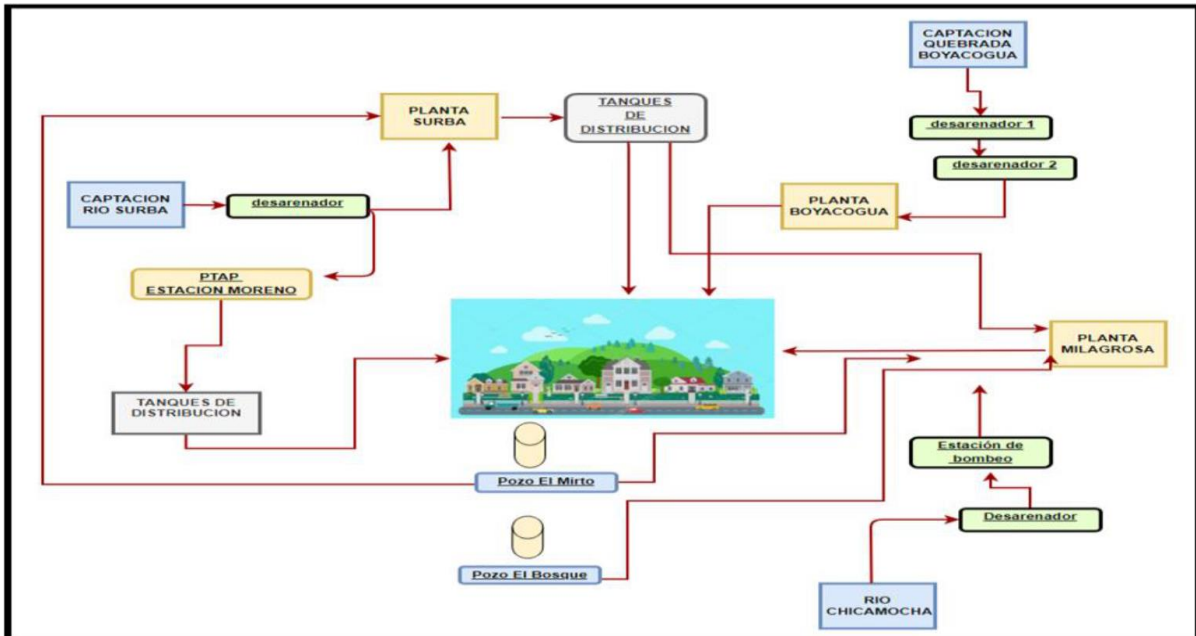 CAPTACION
QUEBRADA
BOYACOGUA
PLANTA
SURBA
TANQUES
DE
DISTRIBUCION
desarenador 1
desarenador 2
CAPTACION
RIO SURBA
desarenador
PLANTA
BOYACOGUA
PTAP
ESTACION MORENO
PLANTA
MILAGROSA
TANQUES DE
DISTRIBUCION
Estación de
bombeo
Pozo El Mirto
Desarenador
Pozo El Bosque
RIO
CHICAMOCHA